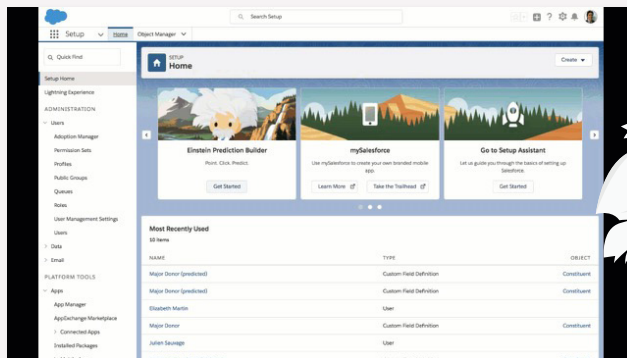 Search Setup
Setup
Home
Object Manager
Quick Find
SETUP
Home
Create
Setup Home
Lightning Experience
ADMINISTRATION
Users
Adoption Manager
Permission Sets
Profiles
Public Groups
Queues
Roles
User Management Settings
Users
Data
Email
PLATFORM TOOLS
Apps
App Manager
AppExchange Marketplace
Connected Apps
Installed Packages
Einstein Prediction Builder
Point. Click. Predict.
Get Started
mySalesforce
Use mySalesforce to create your own branded mobile
app.
Learn More
Take the Trailhead
Go to Setup Assistant
Let us guide you through the basics of setting up
Salesforce.
Get Started
Most Recently Used
10 items
NAME TYPE OBJECT
Major Donor (predicted) Custom Field Definition Constituent
Major Donor (predicted) Custom Field Definition Constituent
Elisabeth Martin User
Major Donor Custom Field Definition Constituent
Julien Sauvage User